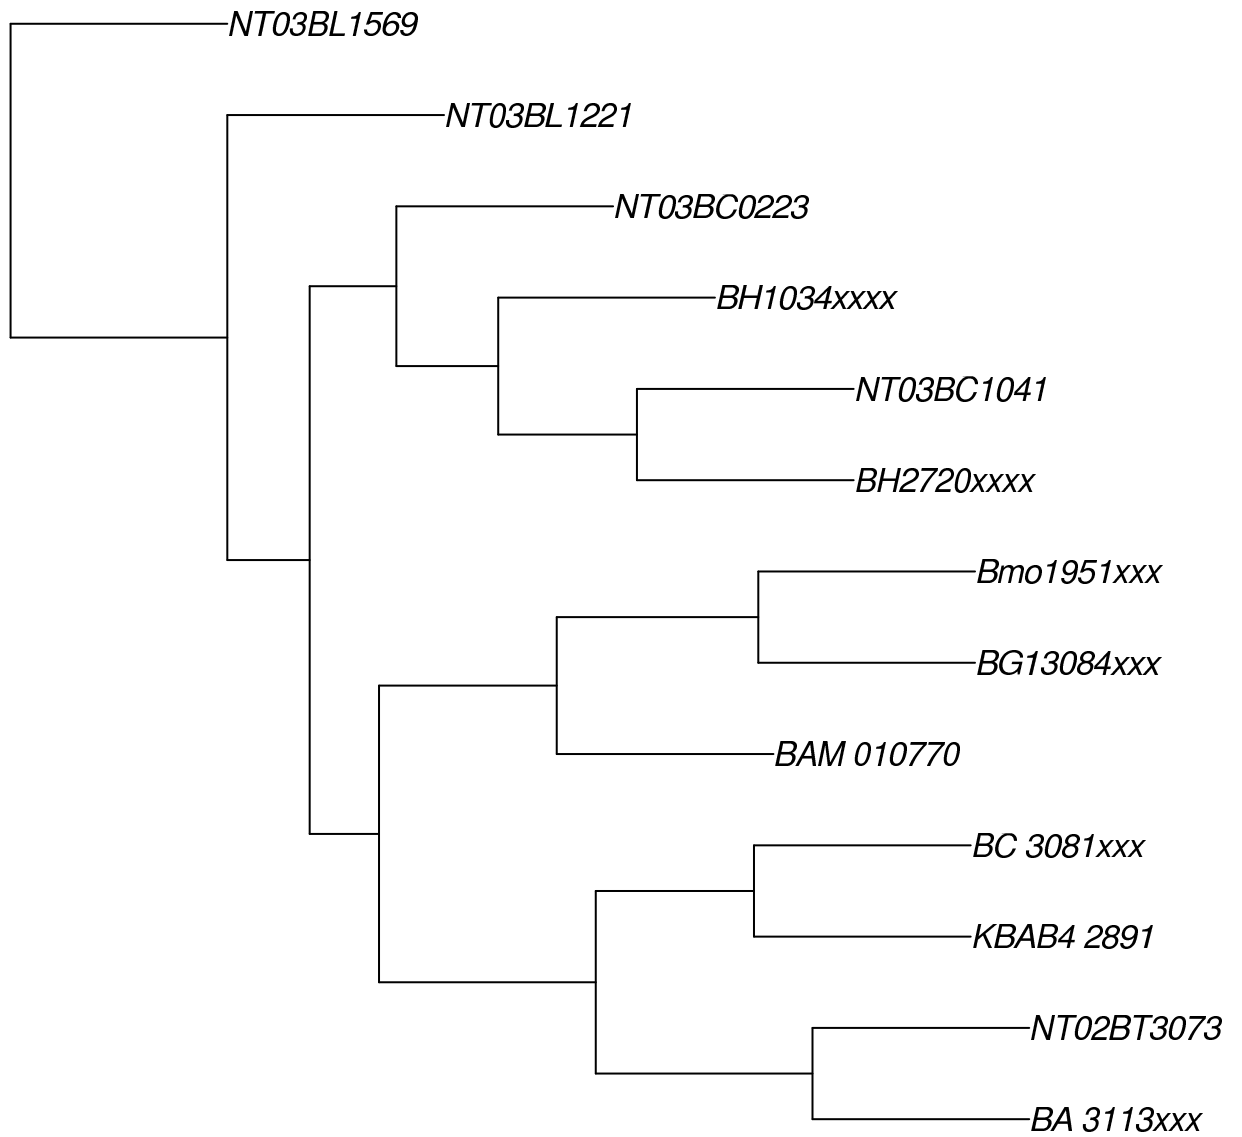 NT03BL1569
NT03BL1221
NT03BC0223
BH1034xxxx
NT03BC1041
BH2720xxxx
Bmo1951xxx
BG13084xxx
BAM 010770
BC 3081xxx
KBAB4 2891
NT02BT3073
BA 3113xxx